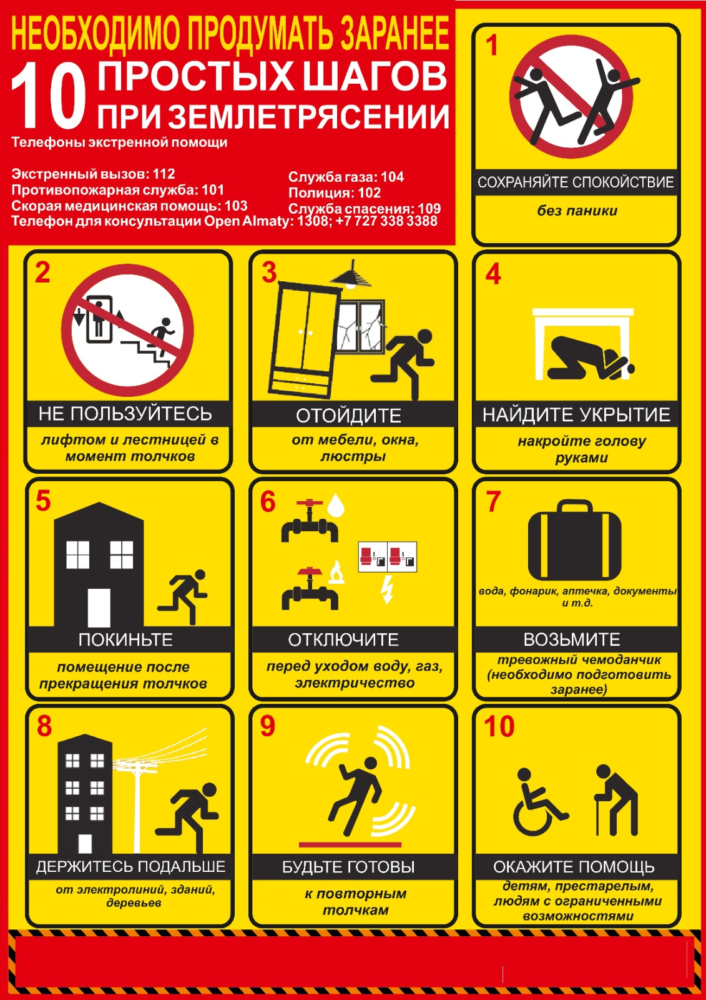 НЕОБХОДИМО ПРОДУМАТЬ ЗАРАНЕЕ
10 ПРОСТЫХ ШАГОВ
ПРИ ЗЕМЛЕТРЯСЕНИИ
Телефоны экстренной помощи
Экстренный вызов: 112
Противопожарная служба: 101
Скорая медицинская помощь: 103
Служба газа: 104
Полиция: 102
Служба спасения: 109
Телефон для консультации Open Almaty: 1308; +7 727 338 3388
1
СОХРАНЯЙТЕ СПОКОЙСТВИЕ
без паники
2
НЕ ПОЛЬЗУЙТЕСЬ
лифтом и лестницей в
момент толчков
3
ОТОЙДИТЕ
от мебели, окна,
люстры
4
НАЙДИТЕ УКРЫТИЕ
накройте голову
руками
5
ПОКИНЬТЕ
помещение после
прекращения толчков
6
ОТКЛЮЧИТЕ
перед уходом воду, газ,
электричество
7
вода, фонарик, аптечка, документы
и т.д.
ВОЗЬМИТЕ
тревожный чемоданчик
(необходимо подготовить
заранее)
8
ДЕРЖИТЕСЬ ПОДАЛЬШЕ
от электролиний, зданий,
деревьев
9
БУДЬТЕ ГОТОВЫ
к повторным
толчкам
10
ОКАЖИТЕ ПОМОЩЬ
детям, престарелым,
людям с ограниченными
возможностями